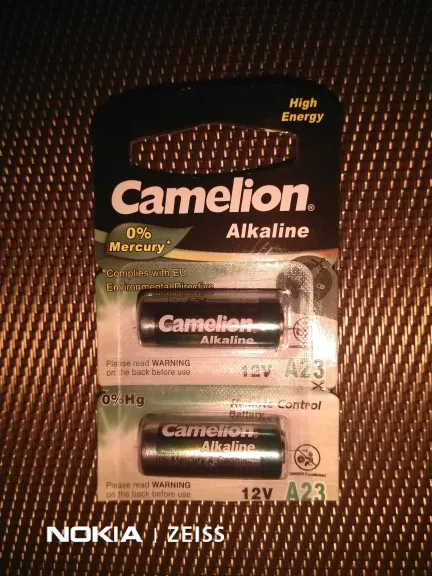 High
Energy
Camelion®
Alkaline
0%
Mercury*
*Complies with EU
Environmental Directive
Camelion®
Alkaline
Please read WARNING
on the back before use
12V A23
0%Hg
Remote Control
Battery
Camelion®
Alkaline
Please read WARNING
on the back before use
12V A23
NOKIA | ZEISS